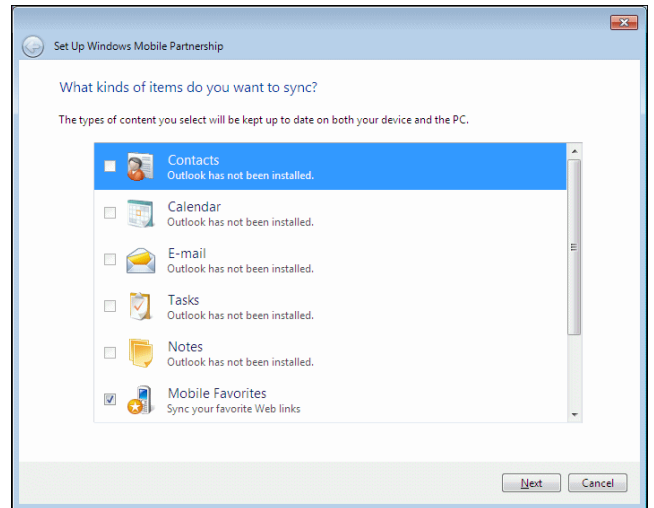 Set Up Windows Mobile Partnership
What kinds of items do you want to sync?
The types of content you select will be kept up to date on both your device and the PC.
Contacts
Outlook has not been installed.
Calendar
Outlook has not been installed.
E-mail
Outlook has not been installed.
Tasks
Outlook has not been installed.
Notes
Outlook has not been installed.
Mobile Favorites
Sync your favorite Web links
Next Cancel